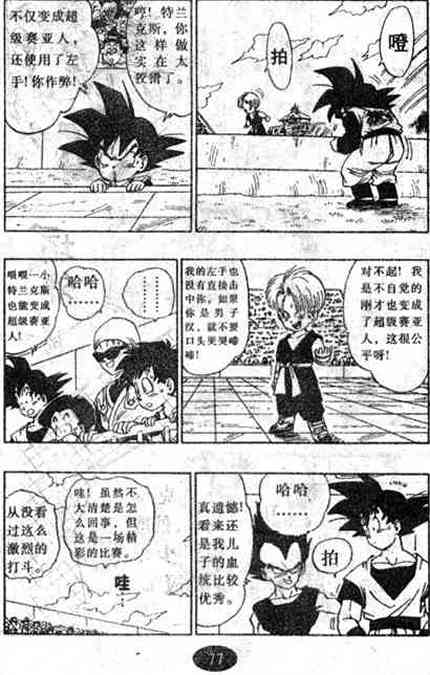 噔
拍
哼！特兰
克斯，你
这样做
实在太
狡猾了。
不仅变成超
级赛亚人，
还使用了左
手！你作弊！
对不起！我
是不自觉的
刚才也变成
了超级赛亚
人，这很公
平呀！
我的左手也
没有直接击
中你。如果
你是男子
汉，就不要
口头变哭啼
啼！
……
哈哈
……
喂喂…小
特兰克斯
也能变成
超级赛亚
人！
哈哈
……
拍
真遗憾！
看来还
是我儿
子的血
统比较
优秀。
哇！虽然不
大清楚是怎
么回事，但
这是一场精
彩的比赛。
哇
……
从没看
过这么
激烈的
打斗。
77